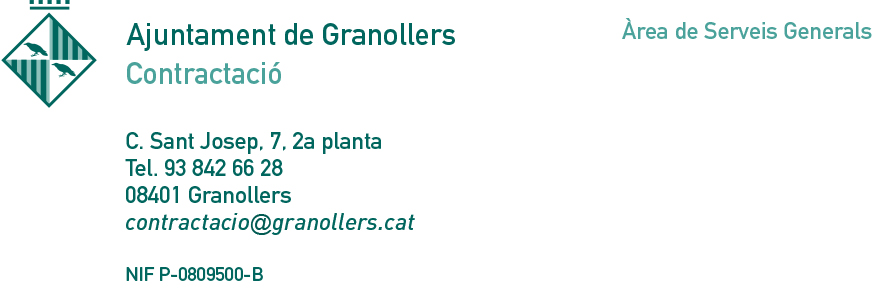 Ajuntament de Granollers
Contractació
Àrea de Serveis Generals
C. Sant Josep, 7, 2a planta
Tel. 93 842 66 28
08401 Granollers
contractacio@granollers.cat
NIF P-0809500-B